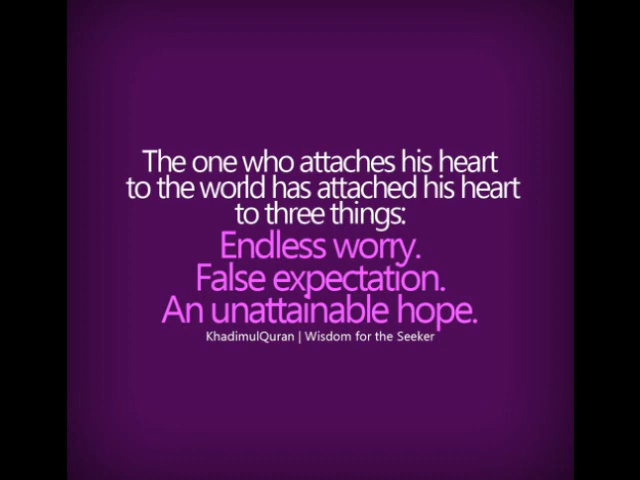 The one who attaches his heart
to the world has attached his heart
to three things:
Endless worry.
False expectation.
An unattainable hope.
KhadimulQuran | Wisdom for the Seeker